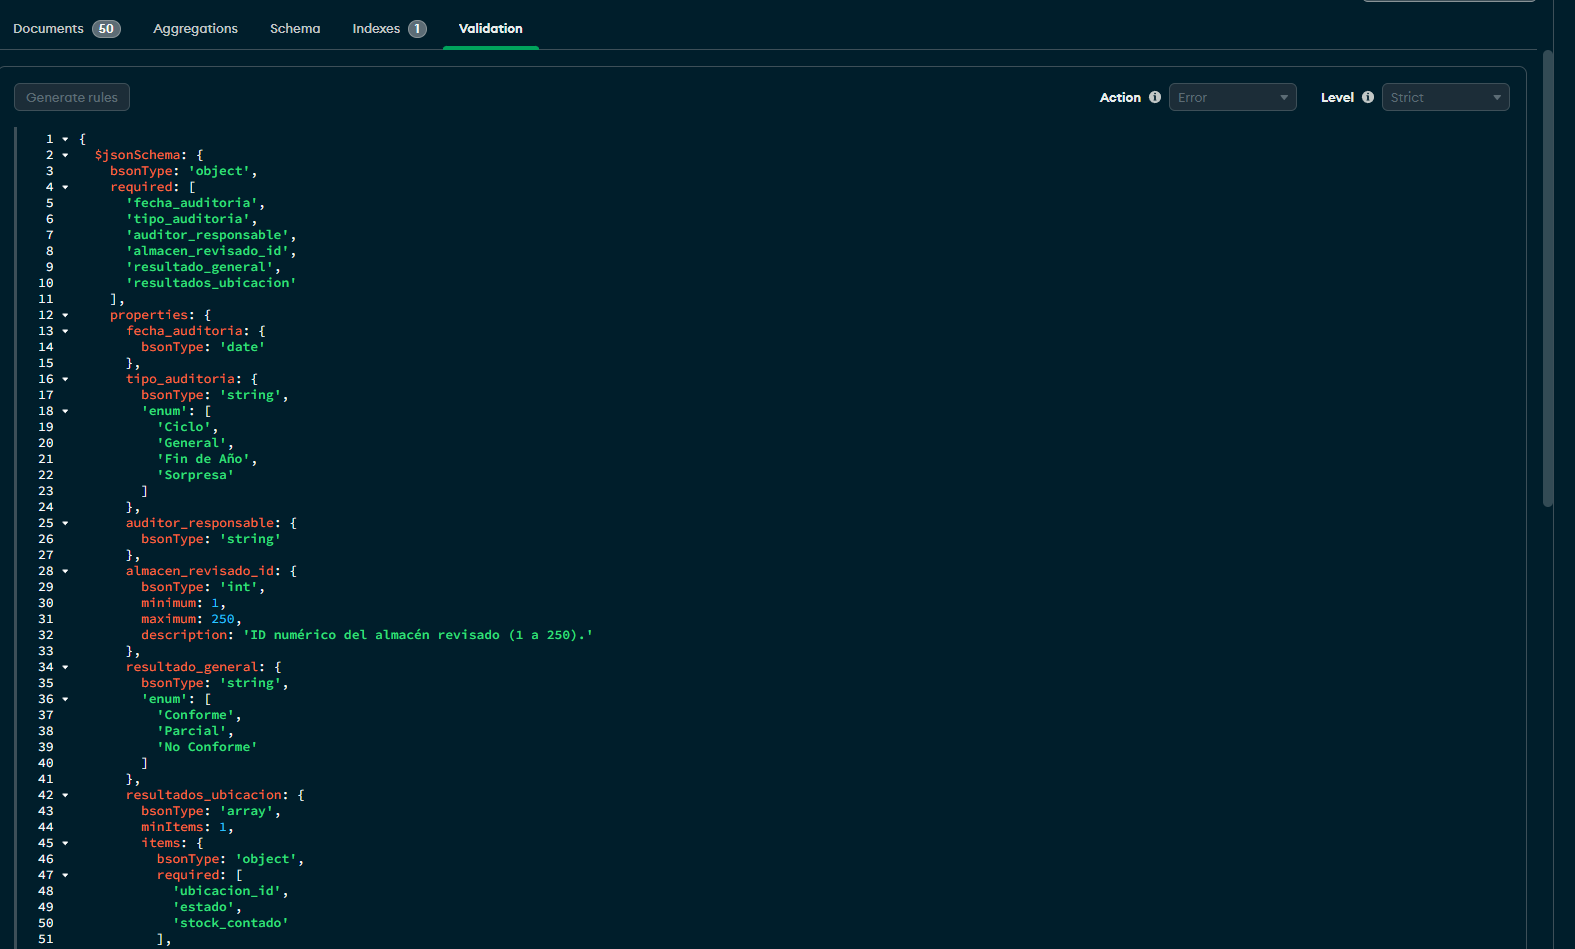 Documents 50 Aggregations Schema Indexes 1 Validation
Generate rules Action Error Level Strict
1 {
2 $jsonSchema: {
3 bsonType: 'object',
4 required: [
5 'fecha_auditoria',
6 'tipo_auditoria',
7 'auditor_responsable',
8 'almacen_revisado_id',
9 'resultado_general',
10 'resultados_ubicacion'
11 ],
12 properties: {
13 fecha_auditoria: {
14 bsonType: 'date'
15 },
16 tipo_auditoria: {
17 bsonType: 'string',
18 'enum': [
19 'Ciclo',
20 'General',
21 'Fin de Año',
22 'Sorpresa'
23 ]
24 },
25 auditor_responsable: {
26 bsonType: 'string'
27 },
28 almacen_revisado_id: {
29 bsonType: 'int',
30 minimum: 1,
31 maximum: 250,
32 description: 'ID numérico del almacén revisado (1 a 250).'
33 },
34 resultado_general: {
35 bsonType: 'string',
36 'enum': [
37 'Conforme',
38 'Parcial',
39 'No Conforme'
40 ]
41 },
42 resultados_ubicacion: {
43 bsonType: 'array',
44 minItems: 1,
45 items: {
46 bsonType: 'object',
47 required: [
48 'ubicacion_id',
49 'estado',
50 'stock_contado'
51 ],